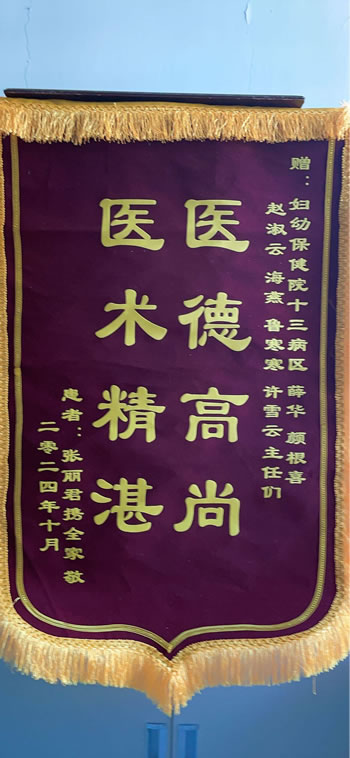 赠：妇幼保健院十三病区 薛华 颜根喜
赵淑云 海燕 鲁寒寒 许雪云主任们
医德高尚
医术精湛
患者：张丽君携全家 敬
二零二四年十月